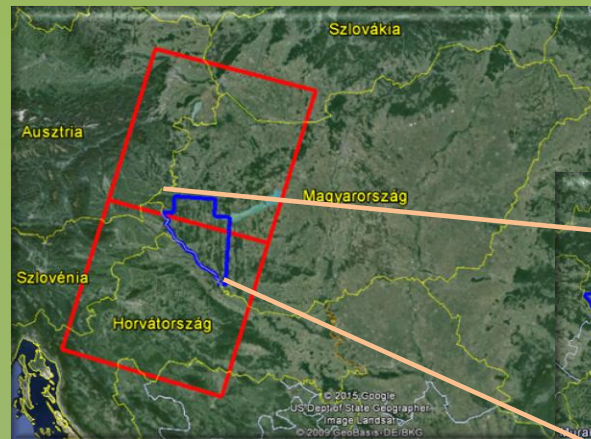 Szlovákia
Ausztria
Magyarország
Szlovénia
Horvátország
© 2015 Google
US Dept of State Geographer
Image Landsat
© 2009 GeoBasis-DE/BKG